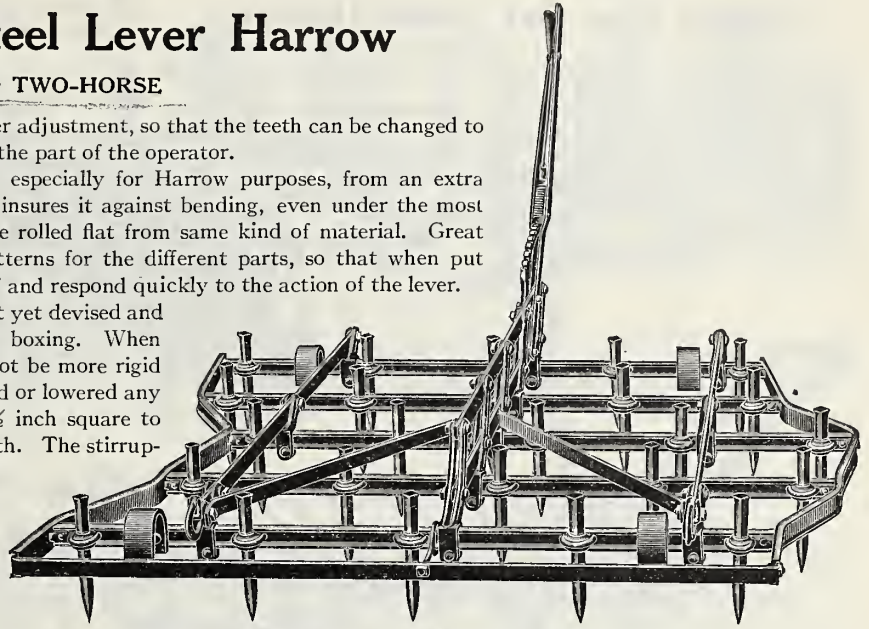 teel Lever Harrow
TWO-HORSE
er adjustment, so that the teeth can be changed to
the part of the operator.
especially for Harrow purposes, from an extra
insures it against bending, even under the most
e rolled flat from same kind of material. Great
tterns for the different parts, so that when put
and respond quickly to the action of the lever.
t yet devised and
boxing. When
ot be more rigid
d or lowered any
inch square to
th. The stirrup-